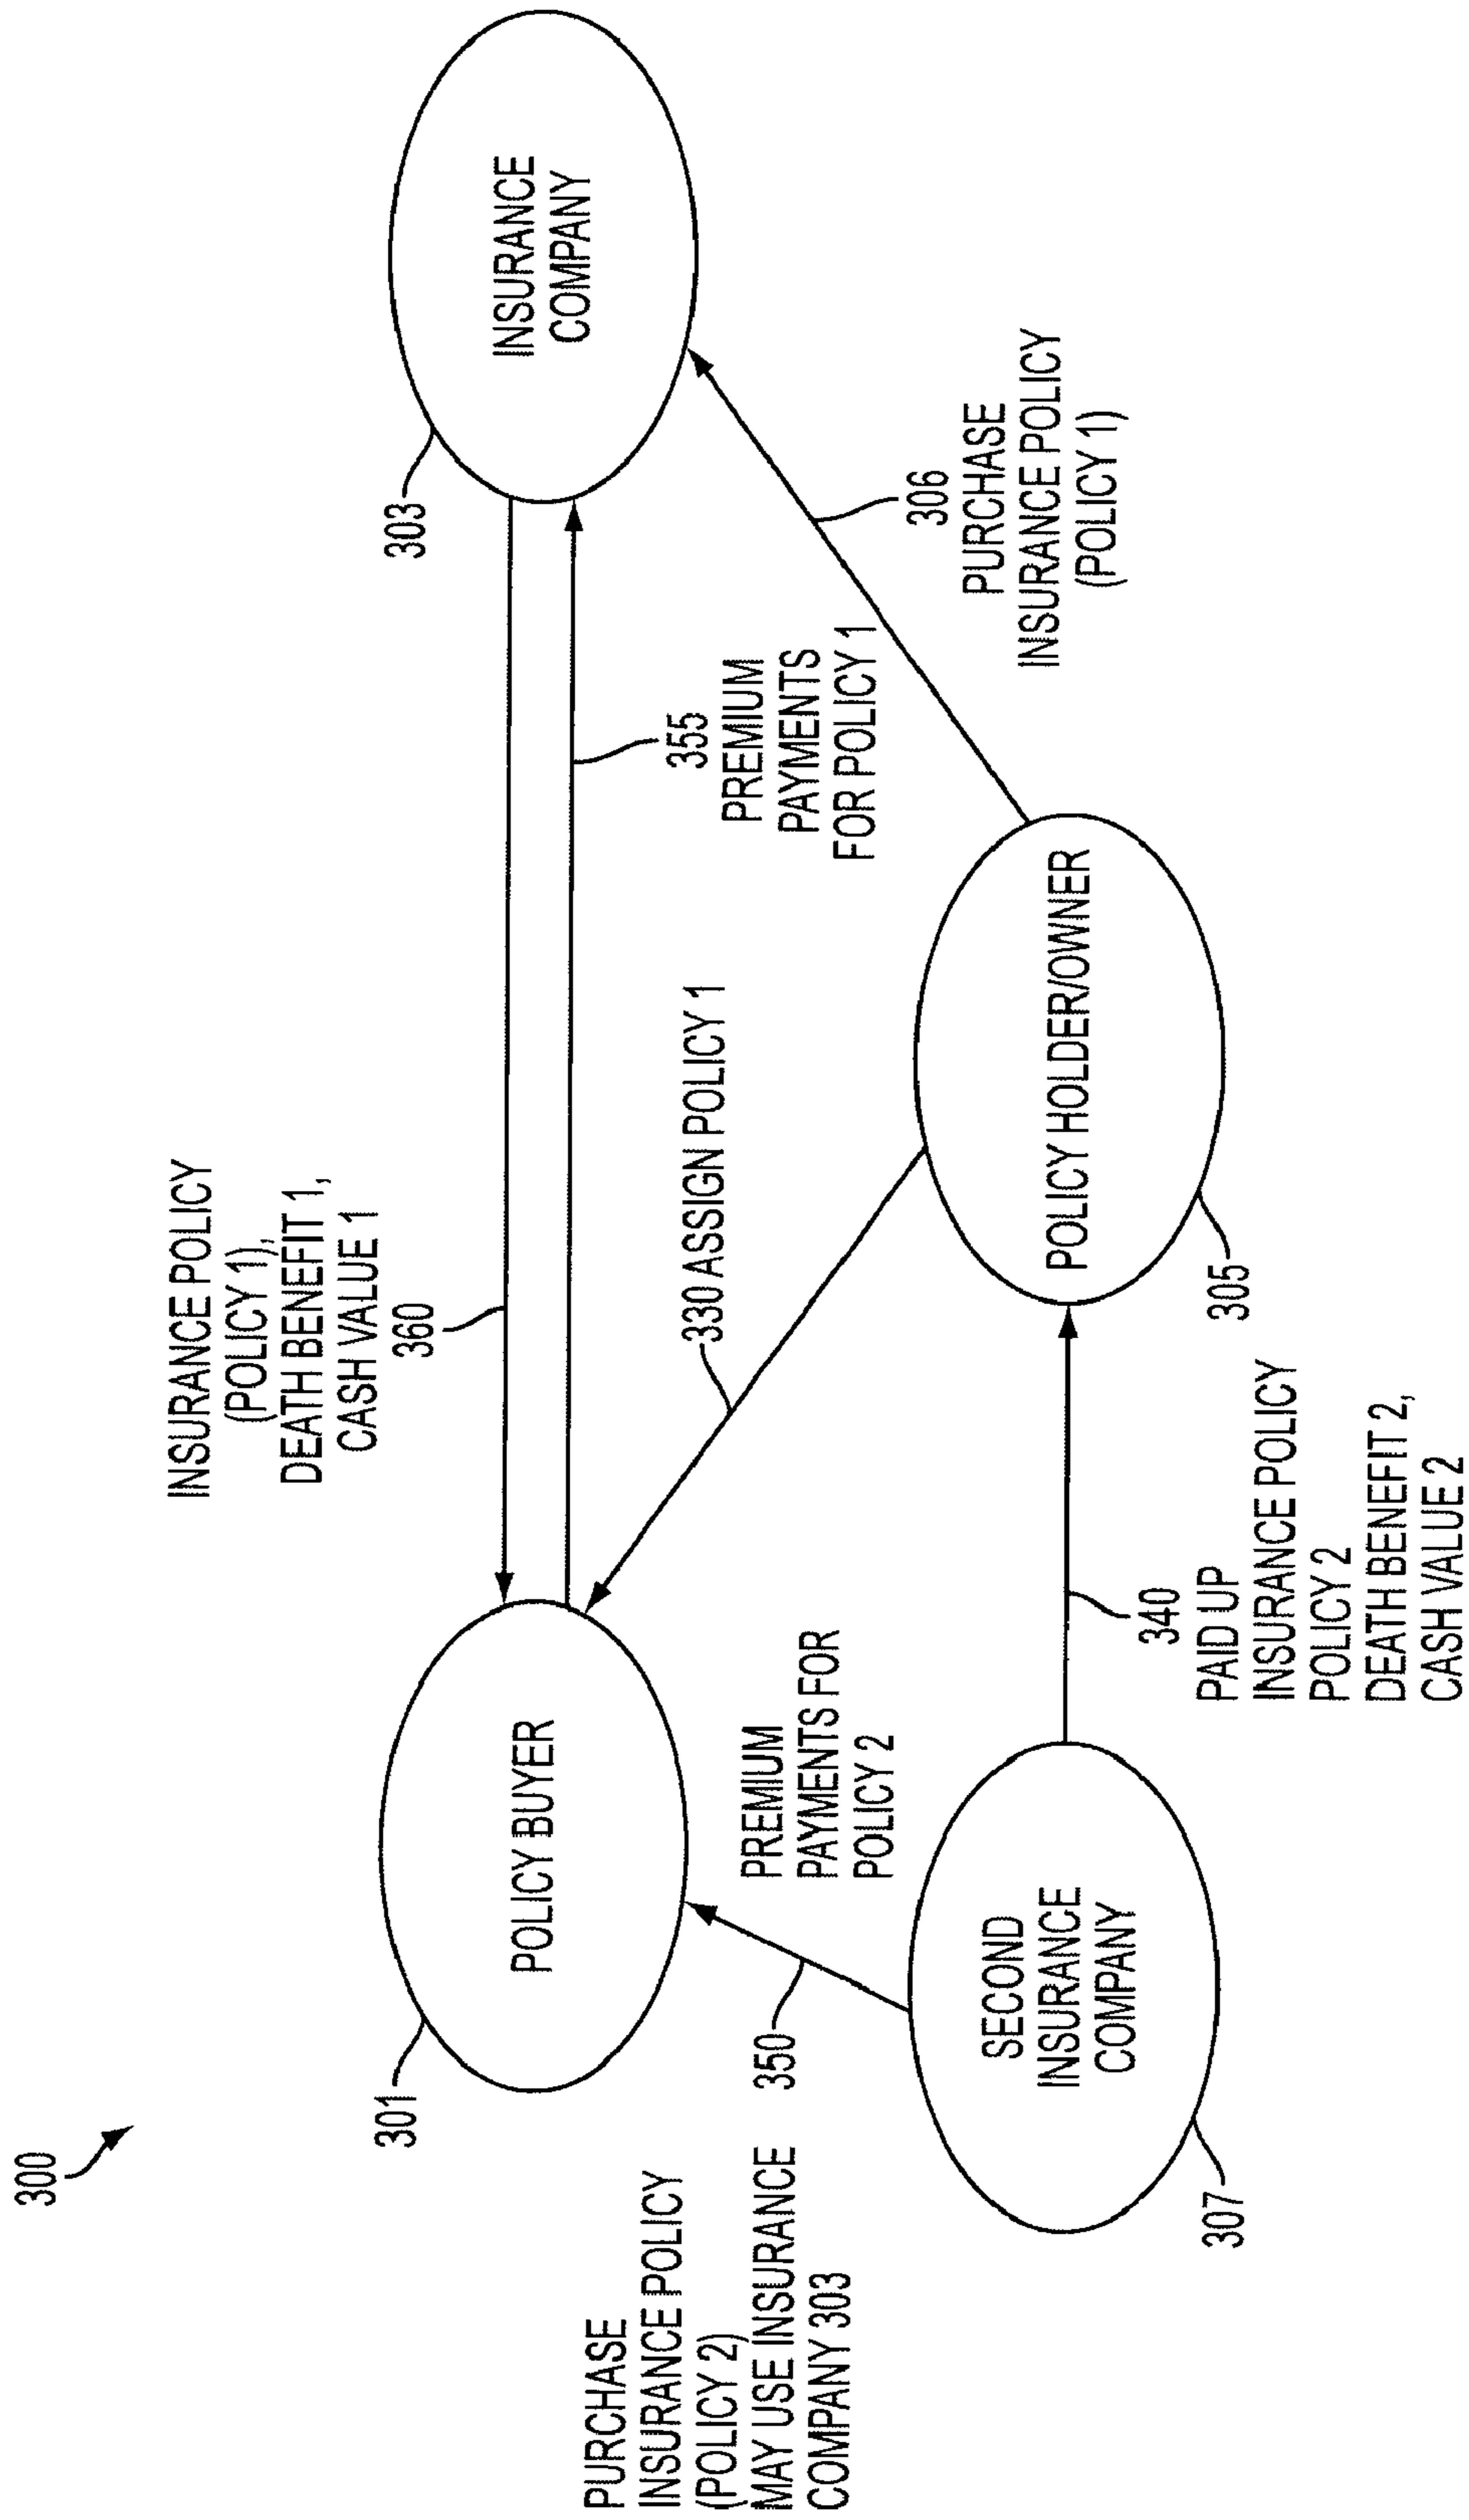 300
INSURANCE POLICY
(POLICY 1),
DEATH BENEFIT 1,
CASH VALUE 1
360
301
POLICY BUYER
303
INSURANCE
COMPANY
355
PREMIUM
PAYMENTS
FOR POLICY 1
330 ASSIGN POLICY 1
PURCHASE
INSURANCE POLICY
(POLICY 2)
MAY USE INSURANCE
COMPANY 303
350
PREMIUM
PAYMENTS FOR
POLICY 2
306
PURCHASE
INSURANCE POLICY
(POLICY 1)
SECOND
INSURANCE
COMPANY
307
POLICY HOLDER/OWNER
305
340
PAID UP
INSURANCE POLICY
POLICY 2
DEATH BENEFIT 2,
CASH VALUE 2